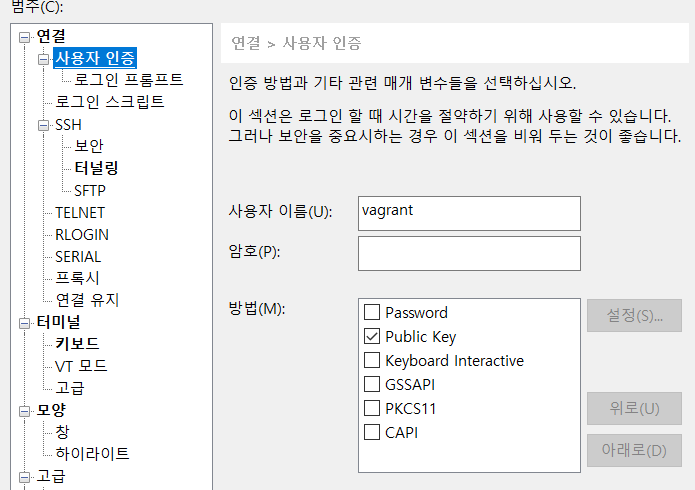 범주(C):
연결
사용자 인증
로그인 프롬프트
로그인 스크립트
SSH
보안
터널링
SFTP
TELNET
RLOGIN
SERIAL
프록시
연결 유지
터미널
키보드
VT 모드
고급
모양
창
하이라이트
고급
연결 > 사용자 인증
인증 방법과 기타 관련 매개 변수들을 선택하십시오.
이 섹션은 로그인 할 때 시간을 절약하기 위해 사용할 수 있습니다.
그러나 보안을 중요시하는 경우 이 섹션을 비워 두는 것이 좋습니다.
사용자 이름(U):
vagrant
암호(P):
방법(M):
Password
Public Key
Keyboard Interactive
GSSAPI
PKCS11
CAPI
설정(S)...
위로(U)
아래로(D)